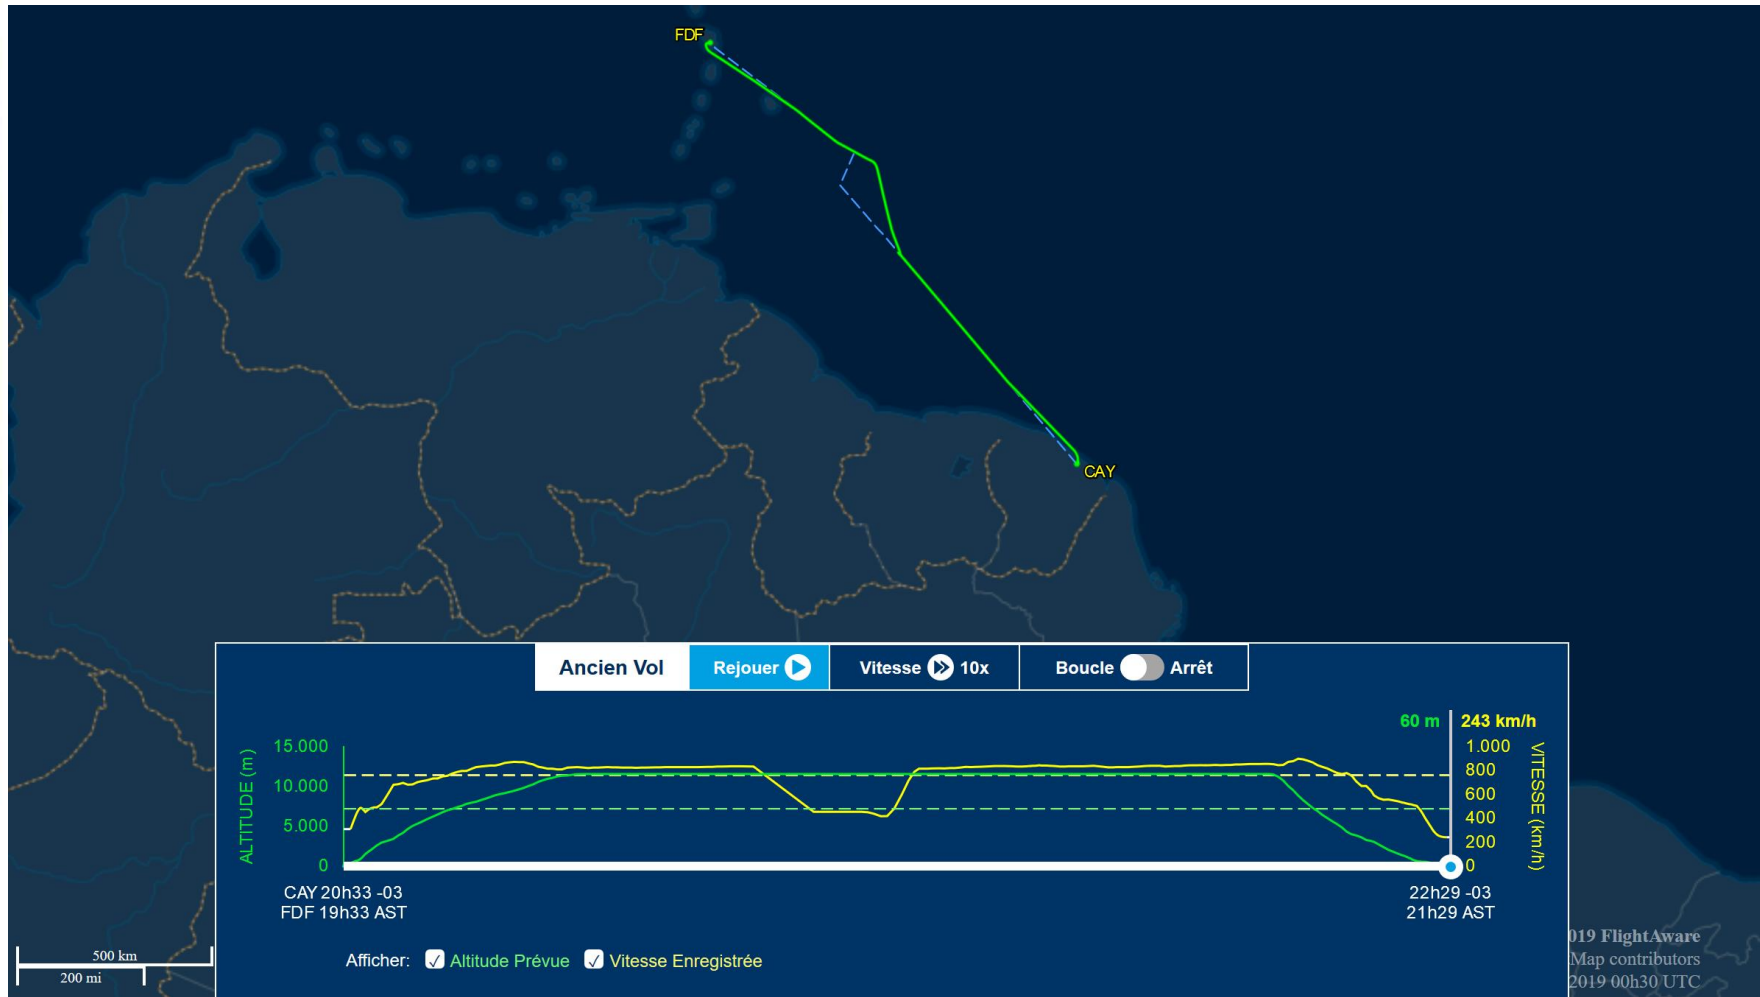 FDF
CAY
Ancien Vol
Rejouer
Vitesse 10x
Boucle Arrêt
60 m
243 km/h
ALTITUDE (m)
15.000
10.000
5.000
0
1.000
800
600
400
200
0
VITESSE (km/h)
CAY 20h33 -03
FDF 19h33 AST
22h29 -03
21h29 AST
Afficher: Altitude Prévue Vitesse Enregistrée
500 km
200 mi
019 FlightAware
Map contributors
2019 00h30 UTC